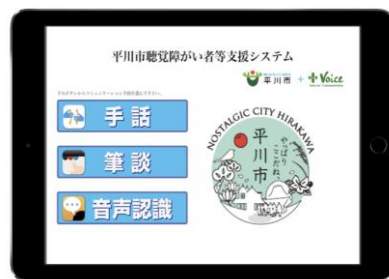 平川市聴覚障がい者等支援システム
平川市 + Voice
手話
筆談
音声認識
NOSTALGIC CITY HIRAKAWA
平川市
やっぱり
ここだね。